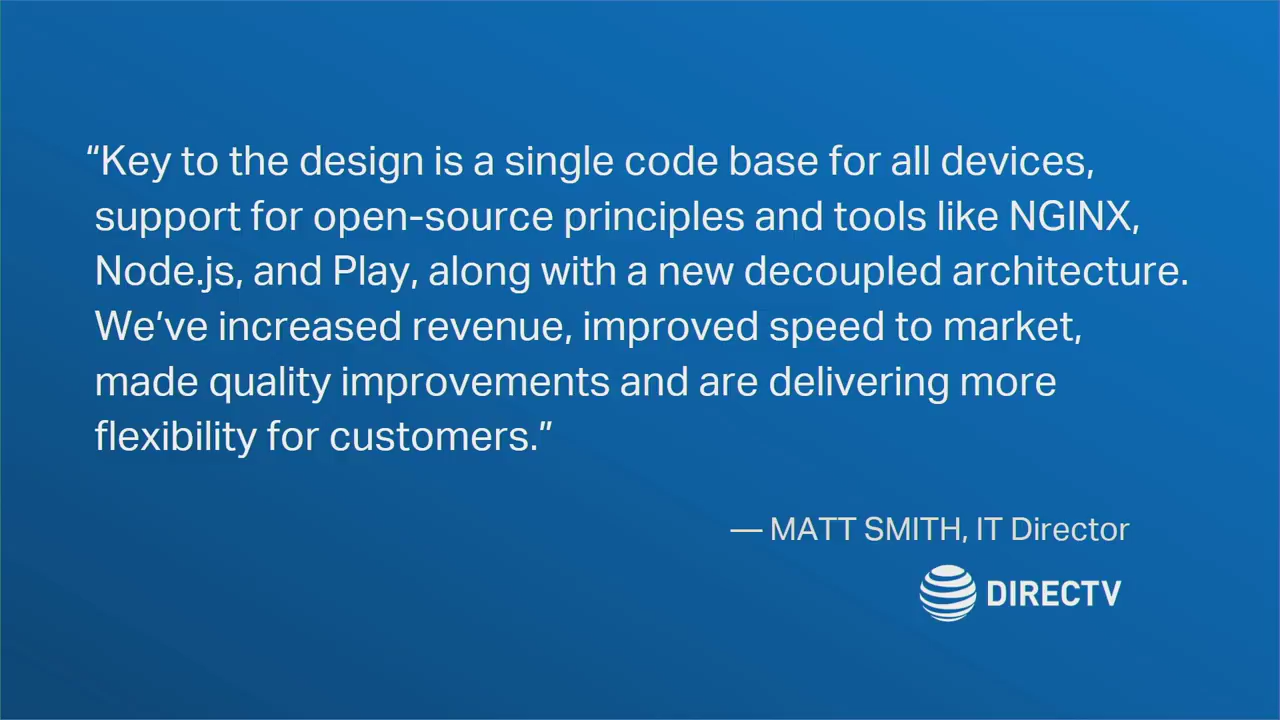 “Key to the design is a single code base for all devices,
support for open-source principles and tools like NGINX,
Node.js, and Play, along with a new decoupled architecture.
We’ve increased revenue, improved speed to market,
made quality improvements and are delivering more
flexibility for customers.”
— MATT SMITH, IT Director
DIRECTV